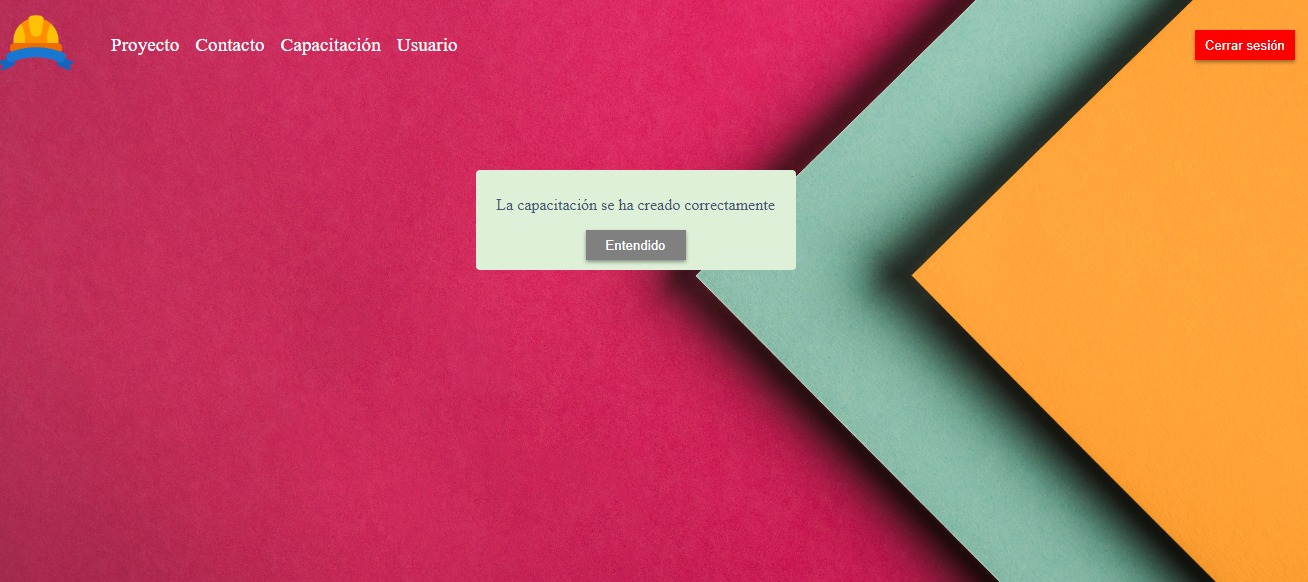 Proyecto Contacto Capacitación Usuario Cerrar sesión
La capacitación se ha creado correctamente
Entendido